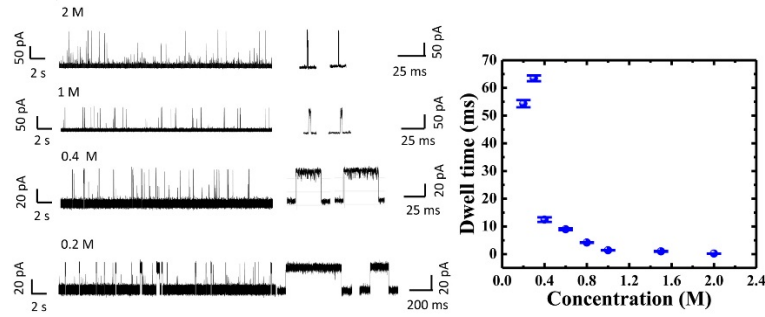 2 M
50 pA
2 s
50 pA
25 ms
1 M
50 pA
2 s
50 pA
25 ms
0.4 M
20 pA
2 s
20 pA
25 ms
0.2 M
20 pA
2 s
20 pA
200 ms
Dwell time (ms)
70
60
50
40
30
20
10
0
0.0 0.4 0.8 1.2 1.6 2.0 2.4
Concentration (M)